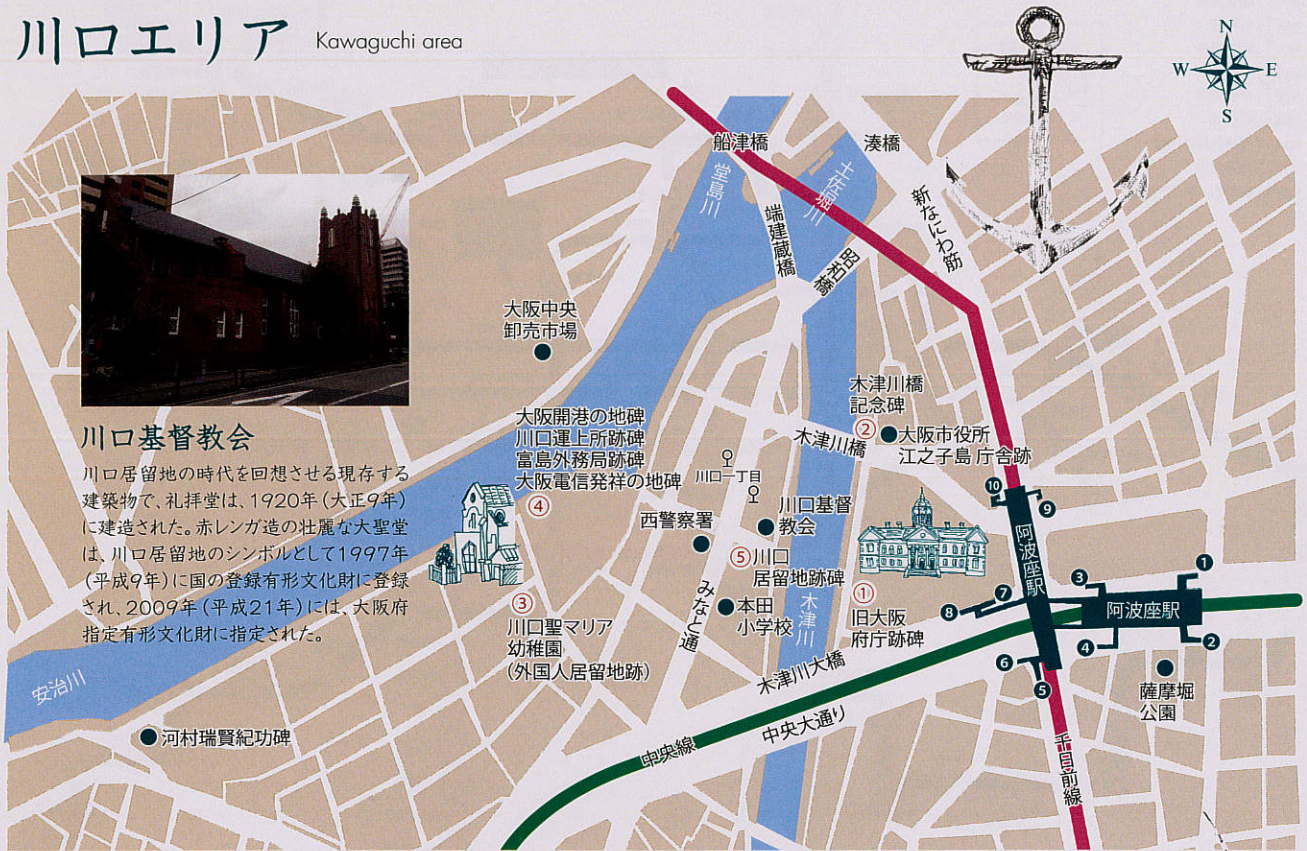 川口エリア Kawaguchi area
N
W E
S
船津橋
湊橋
堂島川
土佐堀川
新なにわ筋
端建蔵橋
昭和橋
大阪中央
卸売市場
川口基督教会
川口居留地の時代を回想させる現存する
建築物で、礼拝堂は、1920年(大正9年)
に建造された。赤レンガ造の壮麗な大聖堂
は、川口居留地のシンボルとして1997年
(平成9年)に国の登録有形文化財に登録
され、2009年(平成21年)には、大阪府
指定有形文化財に指定された。
木津川橋
記念碑
②
大阪市役所
江之子島 庁舎跡
木津川橋
大阪開港の地碑
川口運上所跡碑
富島外務局跡碑
大阪電信発祥の地碑
④
川口一丁目
川口基督
教会
西警察署
⑤ 川口
居留地跡碑
みなと通
本田
小学校
木津川
①
旧大阪
府庁跡碑
③
川口聖マリア
幼稚園
(外国人居留地跡)
木津川大橋
中央大通り
中央線
安治川
河村瑞賢紀功碑
❿
❾
阿波座駅
❸
❶
❼
❽
阿波座駅
❹
❷
❻
❺
薩摩堀
公園
千日前線